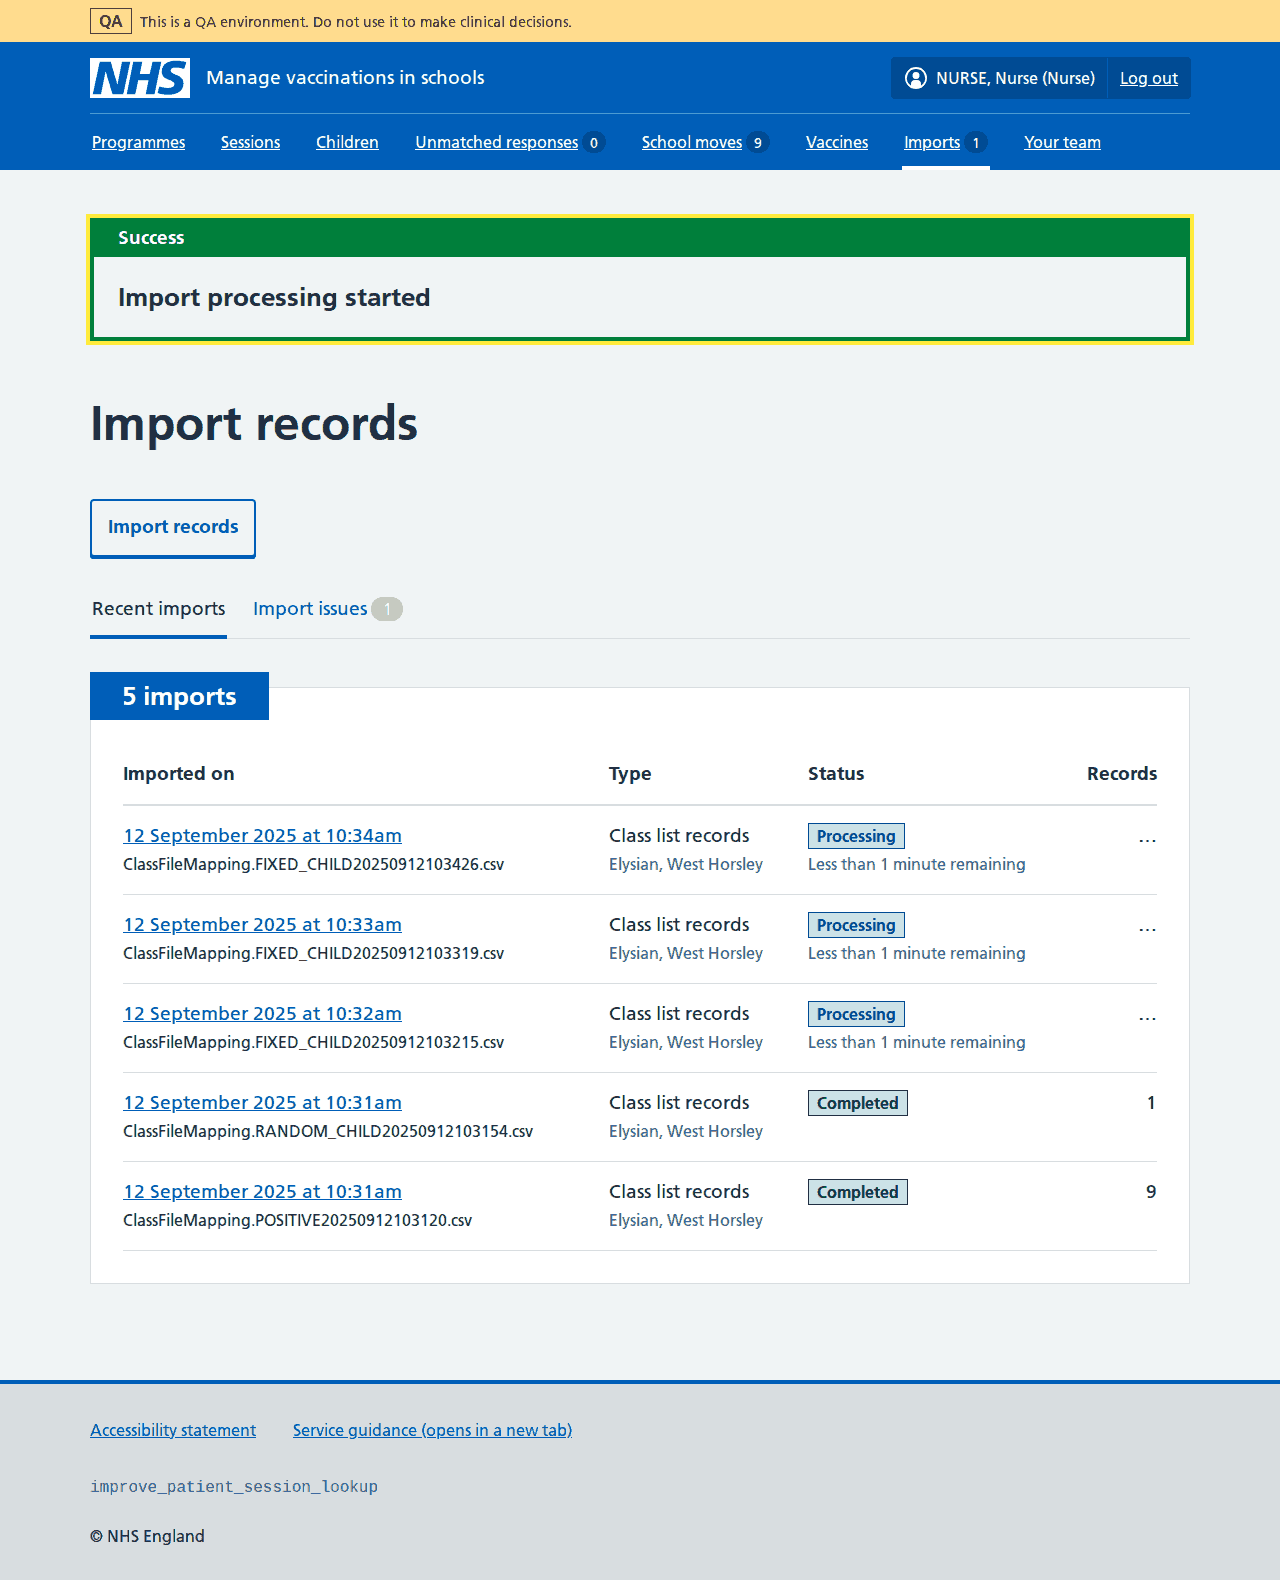 QA This is a QA environment. Do not use it to make clinical decisions.
NHS Manage vaccinations in schools NURSE, Nurse (Nurse) Log out
Programmes Sessions Children Unmatched responses 0 School moves 9 Vaccines Imports 1 Your team
Success
Import processing started
Import records
Import records
Recent imports Import issues 1
5 imports
Imported on Type Status Records
12 September 2025 at 10:34am Class list records Processing ...
ClassFileMapping.FIXED_CHILD20250912103426.csv Elysian, West Horsley Less than 1 minute remaining
12 September 2025 at 10:33am Class list records Processing ...
ClassFileMapping.FIXED_CHILD20250912103319.csv Elysian, West Horsley Less than 1 minute remaining
12 September 2025 at 10:32am Class list records Processing ...
ClassFileMapping.FIXED_CHILD20250912103215.csv Elysian, West Horsley Less than 1 minute remaining
12 September 2025 at 10:31am Class list records Completed 1
ClassFileMapping.RANDOM_CHILD20250912103154.csv Elysian, West Horsley
12 September 2025 at 10:31am Class list records Completed 9
ClassFileMapping.POSITIVE20250912103120.csv Elysian, West Horsley
Accessibility statement Service guidance (opens in a new tab)
improve_patient_session_lookup
© NHS England